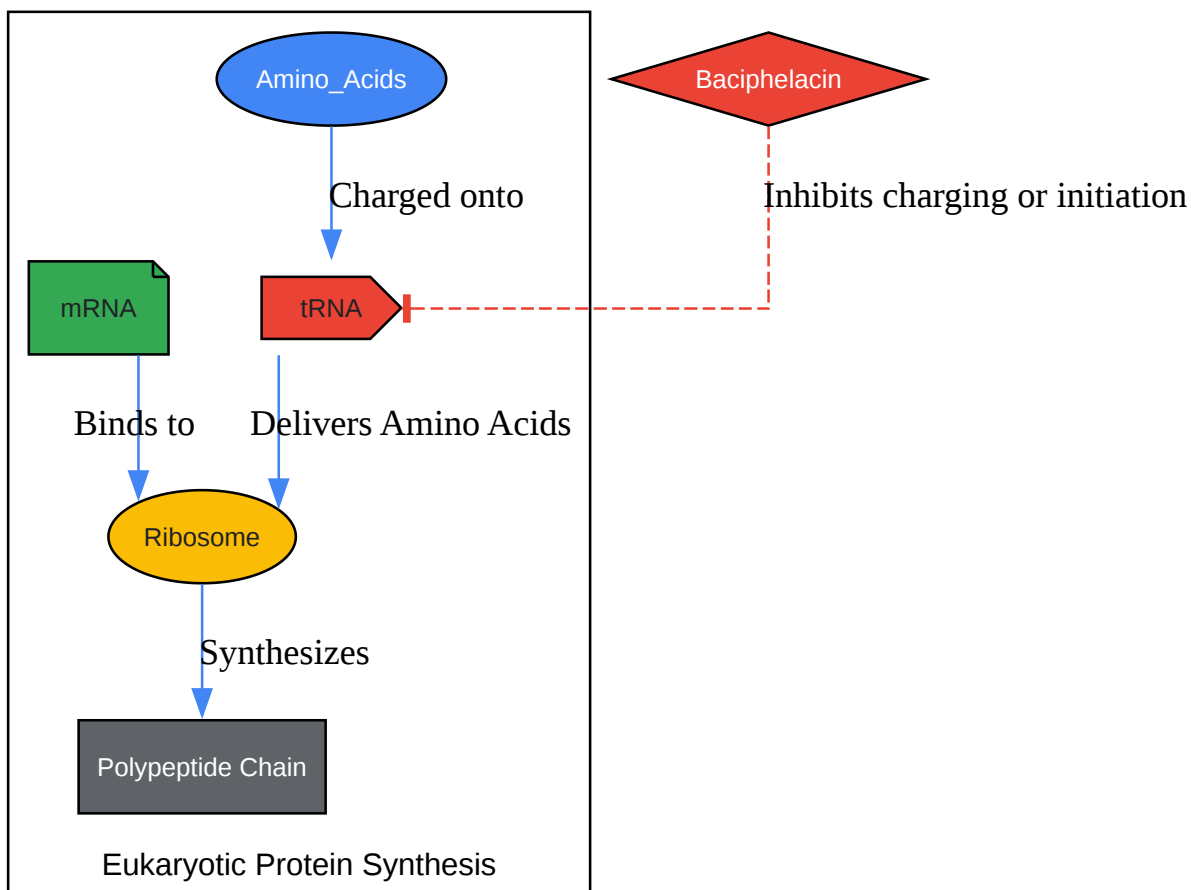 Amino_Acids
Baciphelacin
Charged onto
Inhibits charging or initiation
mRNA
tRNA
Binds to
Delivers Amino Acids
Ribosome
Synthesizes
Polypeptide Chain
Eukaryotic Protein Synthesis